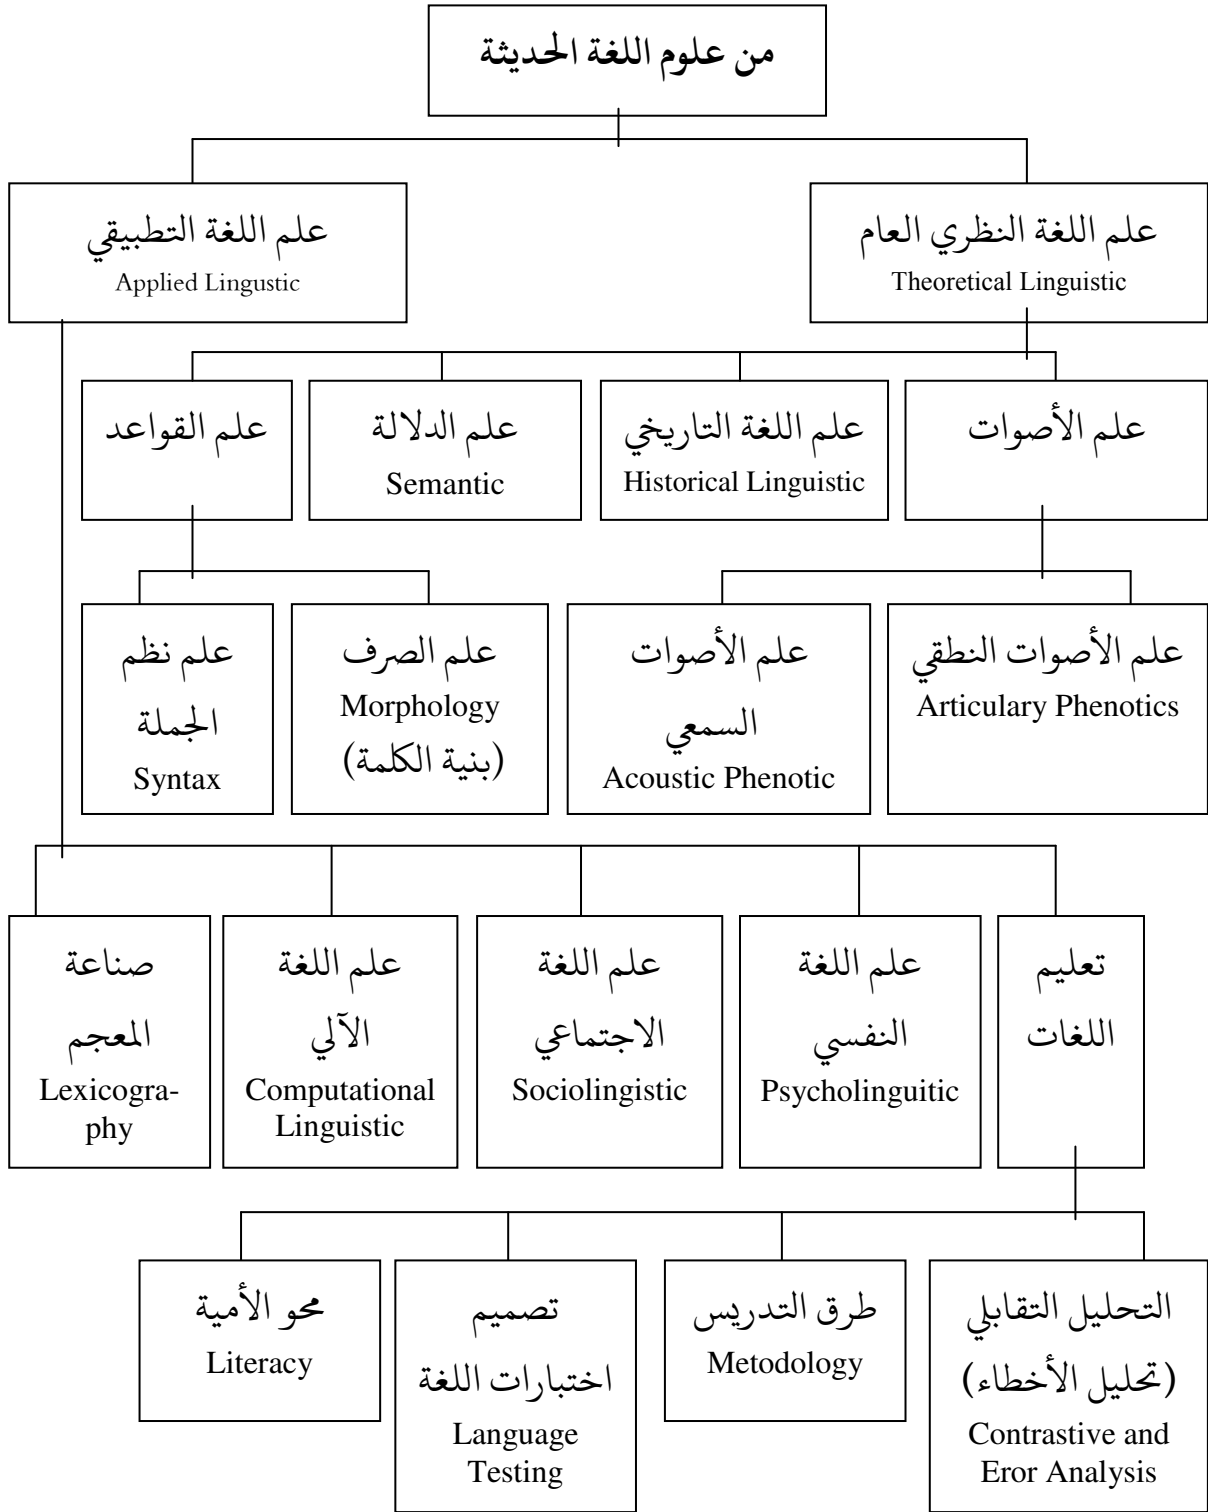 من علوم اللغة الحديثة
علم اللغة النظري العام
Theoretical Linguistic
علم اللغة التطبيقي
Applied Lingustic
علم الأصوات
علم اللغة التاريخي
Historical Linguistic
علم الدلالة
Semantic
علم القواعد
علم الأصوات النطقي
Articulary Phenotics
علم الأصوات
السمعي
Acoustic Phenotic
علم الصرف
Morphology
(بنية الكلمة)
علم نظم
الجملة
Syntax
تعليم
اللغات
علم اللغة
النفسي
Psycholinguitic
علم اللغة
الاجتماعي
Sociolingistic
علم اللغة
الآلي
Computational
Linguistic
صناعة
المعجم
Lexicogra-
phy
التحليل التقابلي
(تحليل الأخطاء)
Contrastive and
Eror Analysis
طرق التدريس
Metodology
تصميم
اختبارات اللغة
Language
Testing
محو الأمية
Literacy